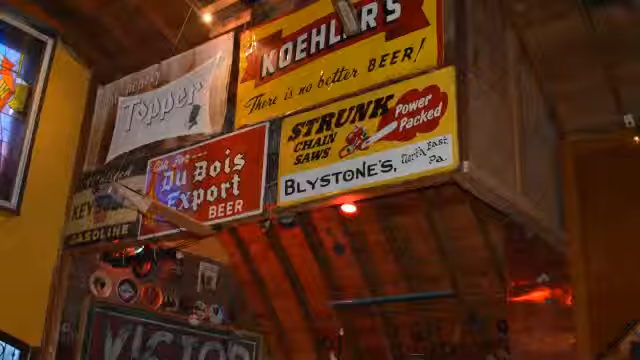 KOEHLER'S
There is no better BEER!
Topper
STRUNK
CHAIN
SAWS
Power
Packed
BLYSTONE'S, North East
Pa.
Du Bois
Export
BEER
KEY
GASOLINE
VICTOR